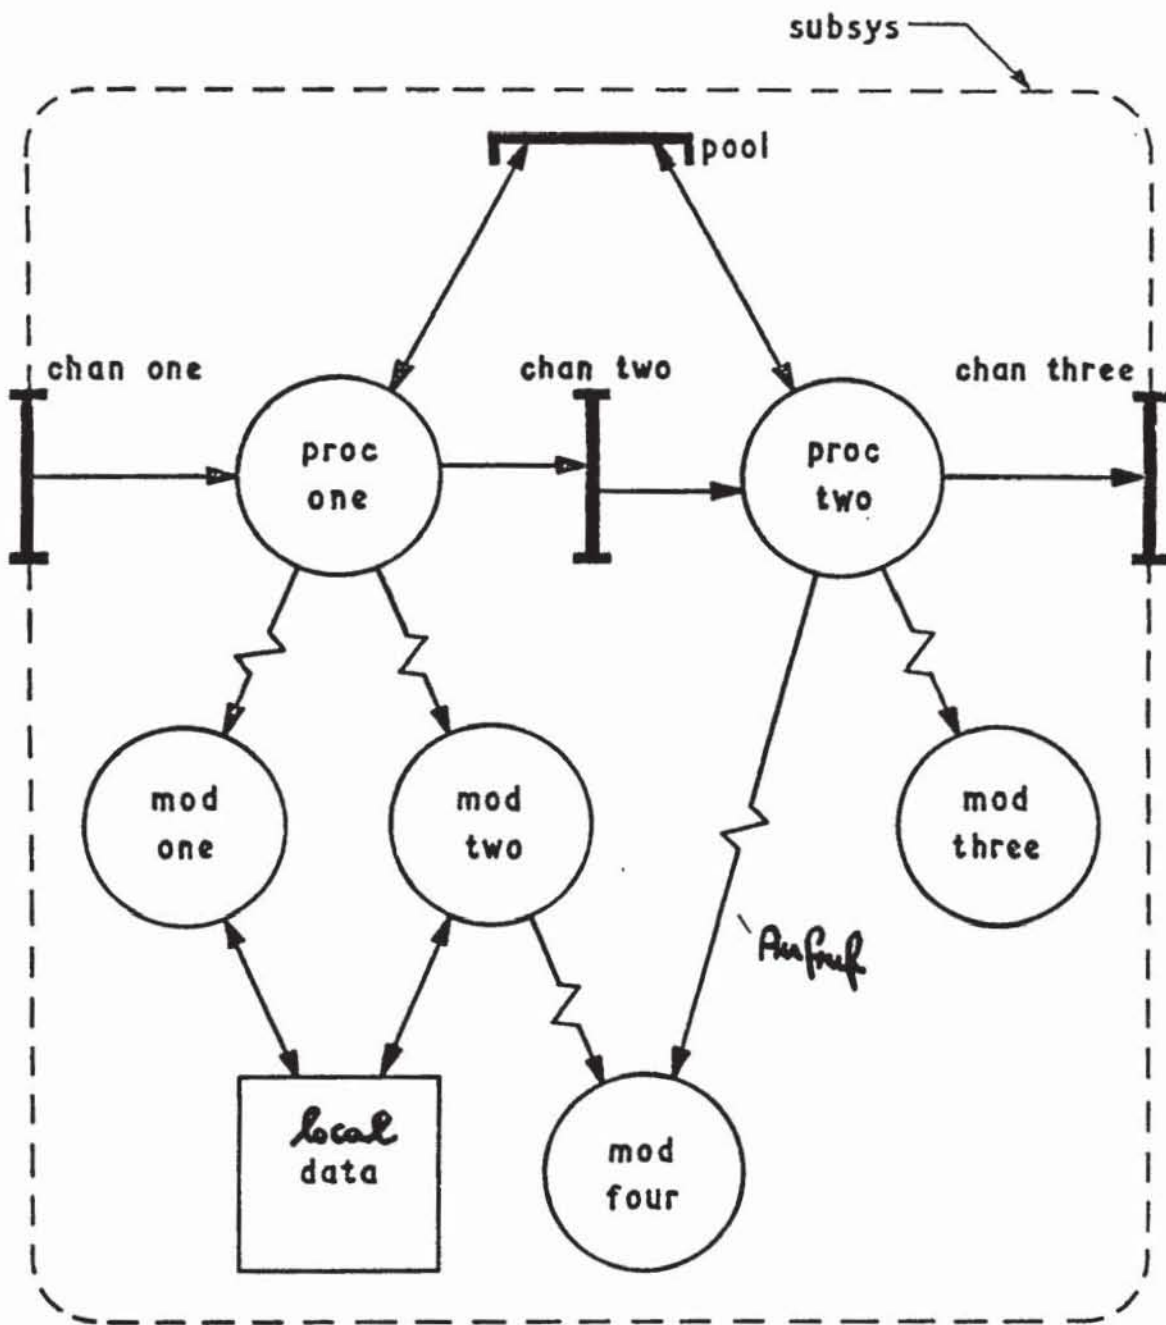 subsys
pool
chan one
chan two
chan three
proc
one
proc
two
mod
one
mod
two
mod
three
Aufruf
local
data
mod
four